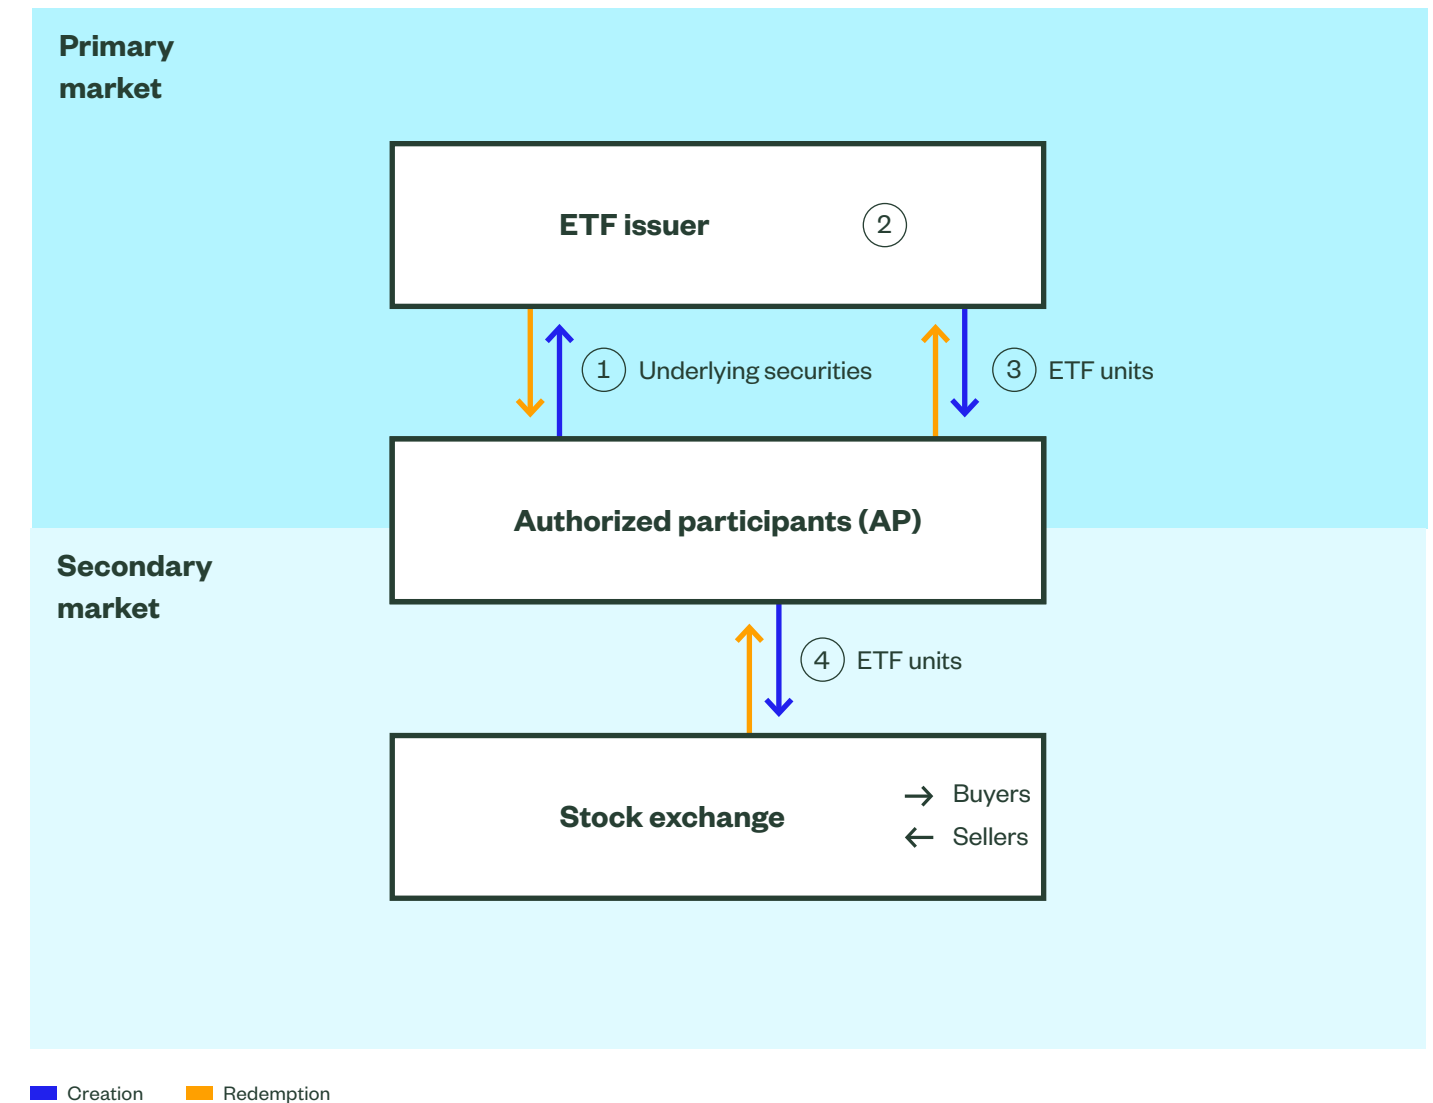 Primary
market
ETF issuer
2
1
Underlying securities
3
ETF units
Authorized participants (AP)
Secondary
market
4
ETF units
Stock exchange
Buyers
Sellers
Creation
Redemption